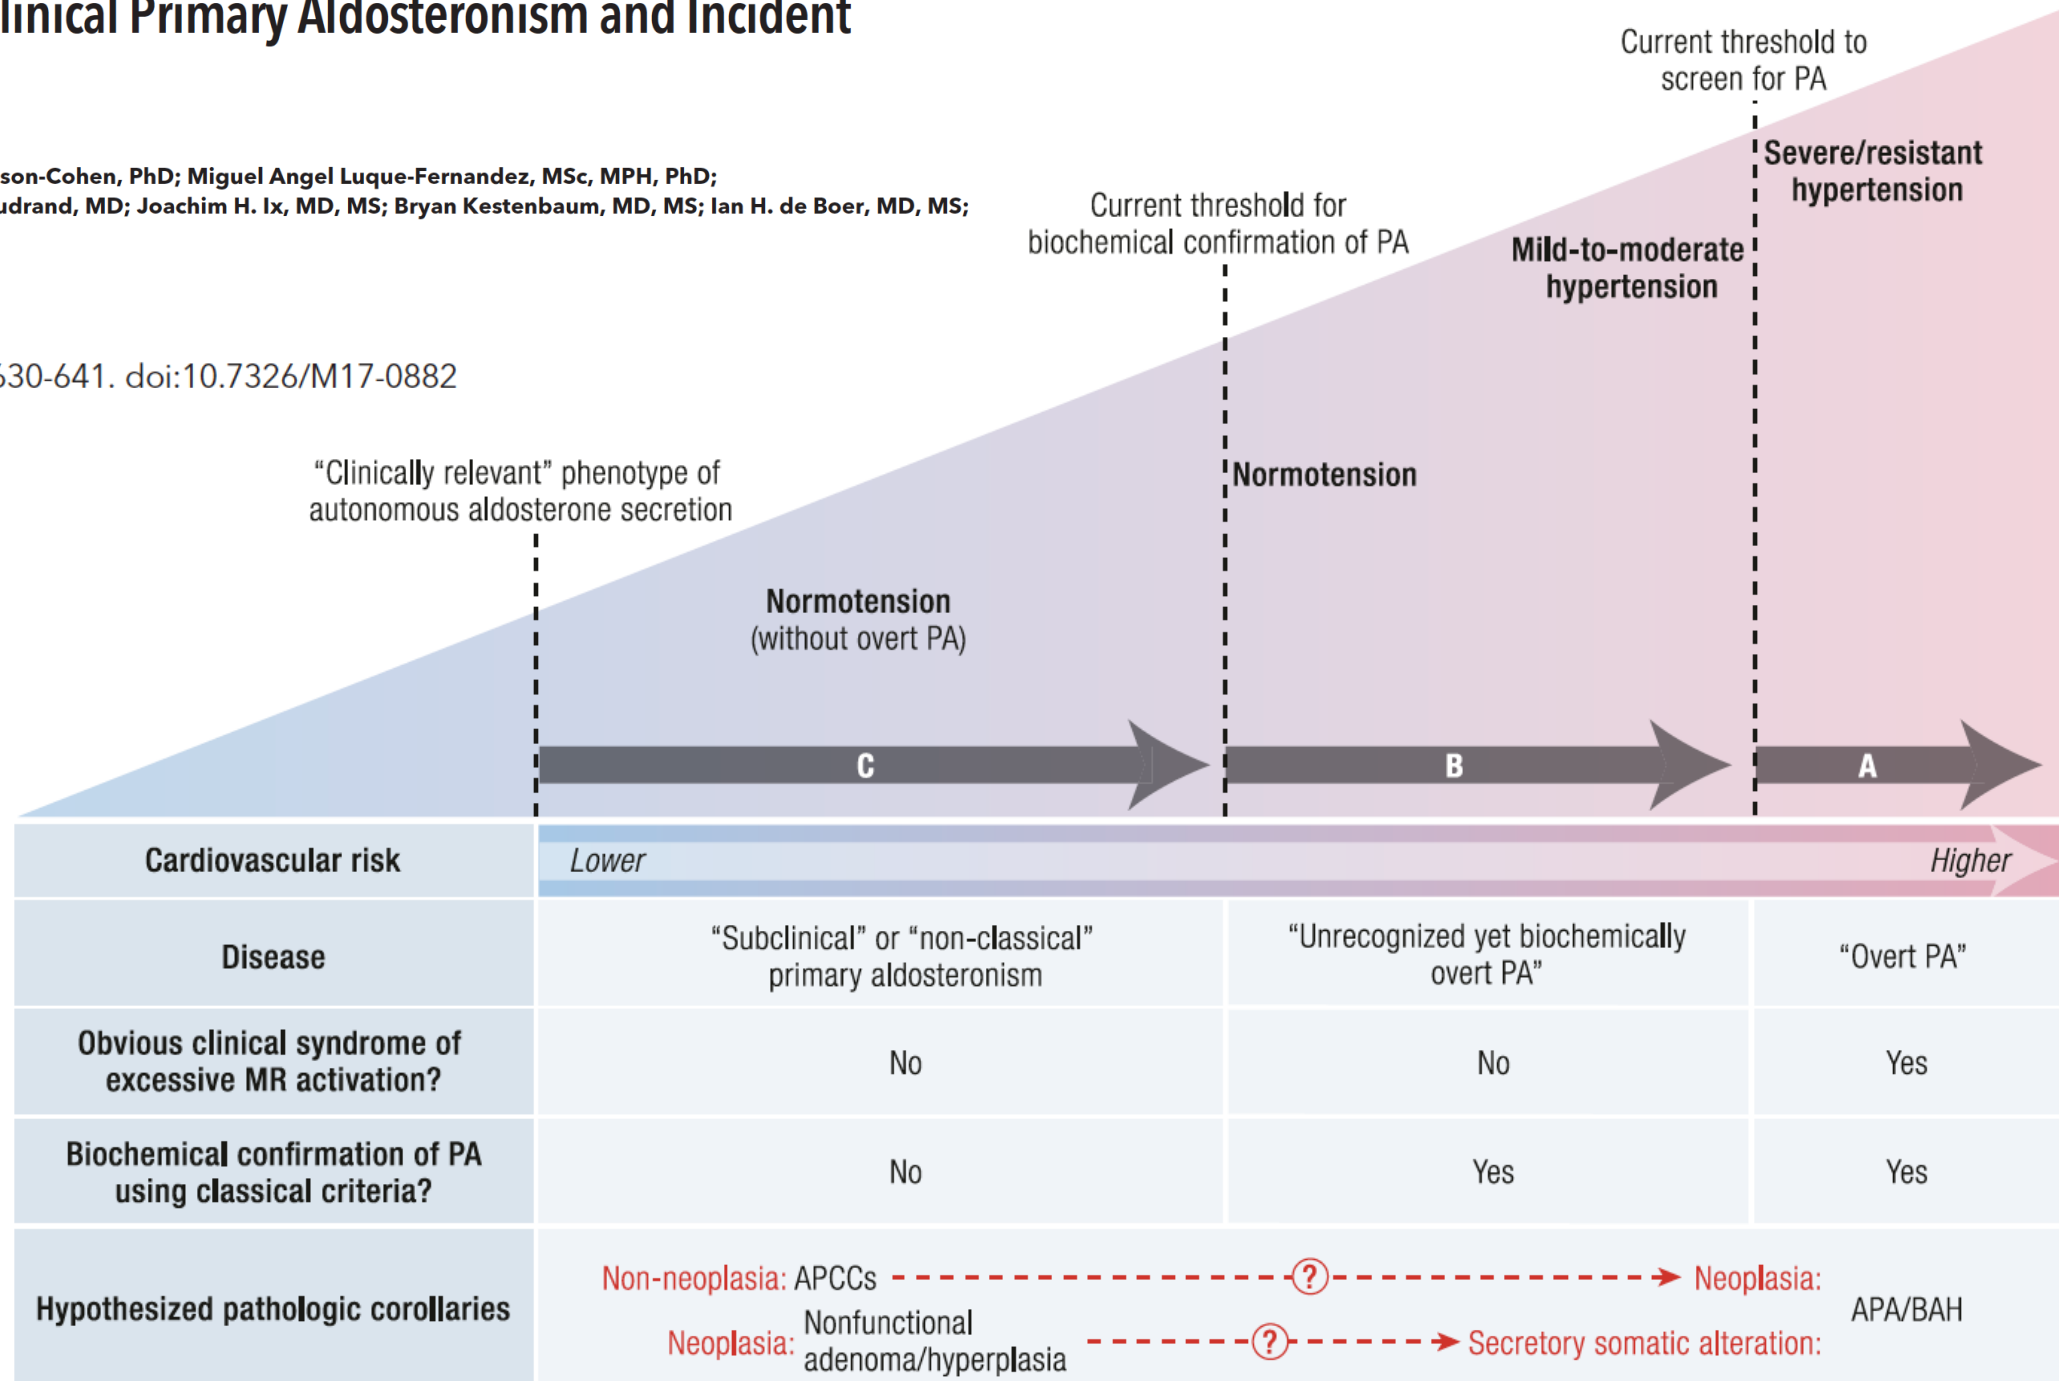 linical Primary Aldosteronism and Incident
son-Cohen, PhD; Miguel Angel Luque-Fernandez, MSc, MPH, PhD;
udrand, MD; Joachim H. Ix, MD, MS; Bryan Kestenbaum, MD, MS; Ian H. de Boer, MD, MS;
630-641. doi:10.7326/M17-0882
Current threshold to
screen for PA
Severe/resistant
hypertension
Current threshold for
biochemical confirmation of PA
Mild-to-moderate
hypertension
Normotension
“Clinically relevant” phenotype of
autonomous aldosterone secretion
Normotension
(without overt PA)
C
B
A
Cardiovascular risk
Lower
Higher
Disease
“Subclinical” or “non-classical”
primary aldosteronism
“Unrecognized yet biochemically
overt PA”
“Overt PA”
Obvious clinical syndrome of
excessive MR activation?
No
No
Yes
Biochemical confirmation of PA
using classical criteria?
No
Yes
Yes
Hypothesized pathologic corollaries
Non-neoplasia: APCCs
?
Neoplasia:
Neoplasia: Nonfunctional
adenoma/hyperplasia
?
Secretory somatic alteration:
APA/BAH